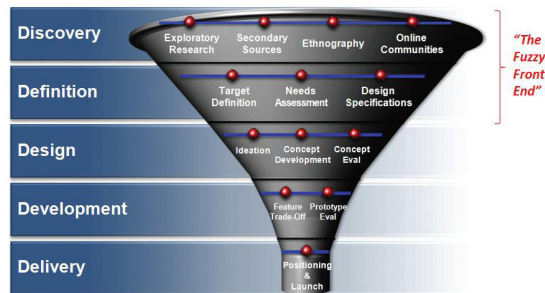 Discovery
Exploratory
Research
Secondary
Sources
Ethnography
Online
Communities
"The
Fuzzy
Front
End"
Definition
Target
Definition
Needs
Assessment
Design
Specifications
Design
Ideation
Concept
Development
Concept
Eval
Development
Feature
Trade-Off
Prototype
Eval
Delivery
Positioning
&
Launch